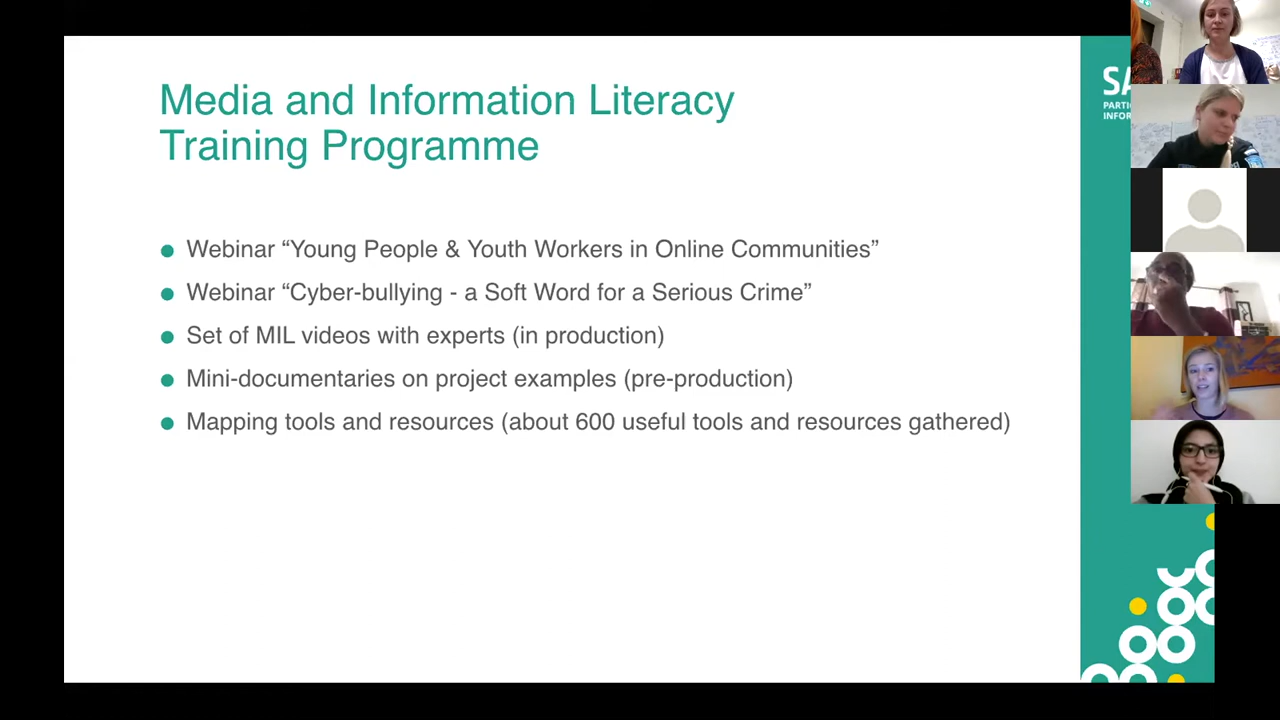 Media and Information Literacy
Training Programme
● Webinar “Young People & Youth Workers in Online Communities”
● Webinar “Cyber-bullying - a Soft Word for a Serious Crime”
● Set of MIL videos with experts (in production)
● Mini-documentaries on project examples (pre-production)
● Mapping tools and resources (about 600 useful tools and resources gathered)